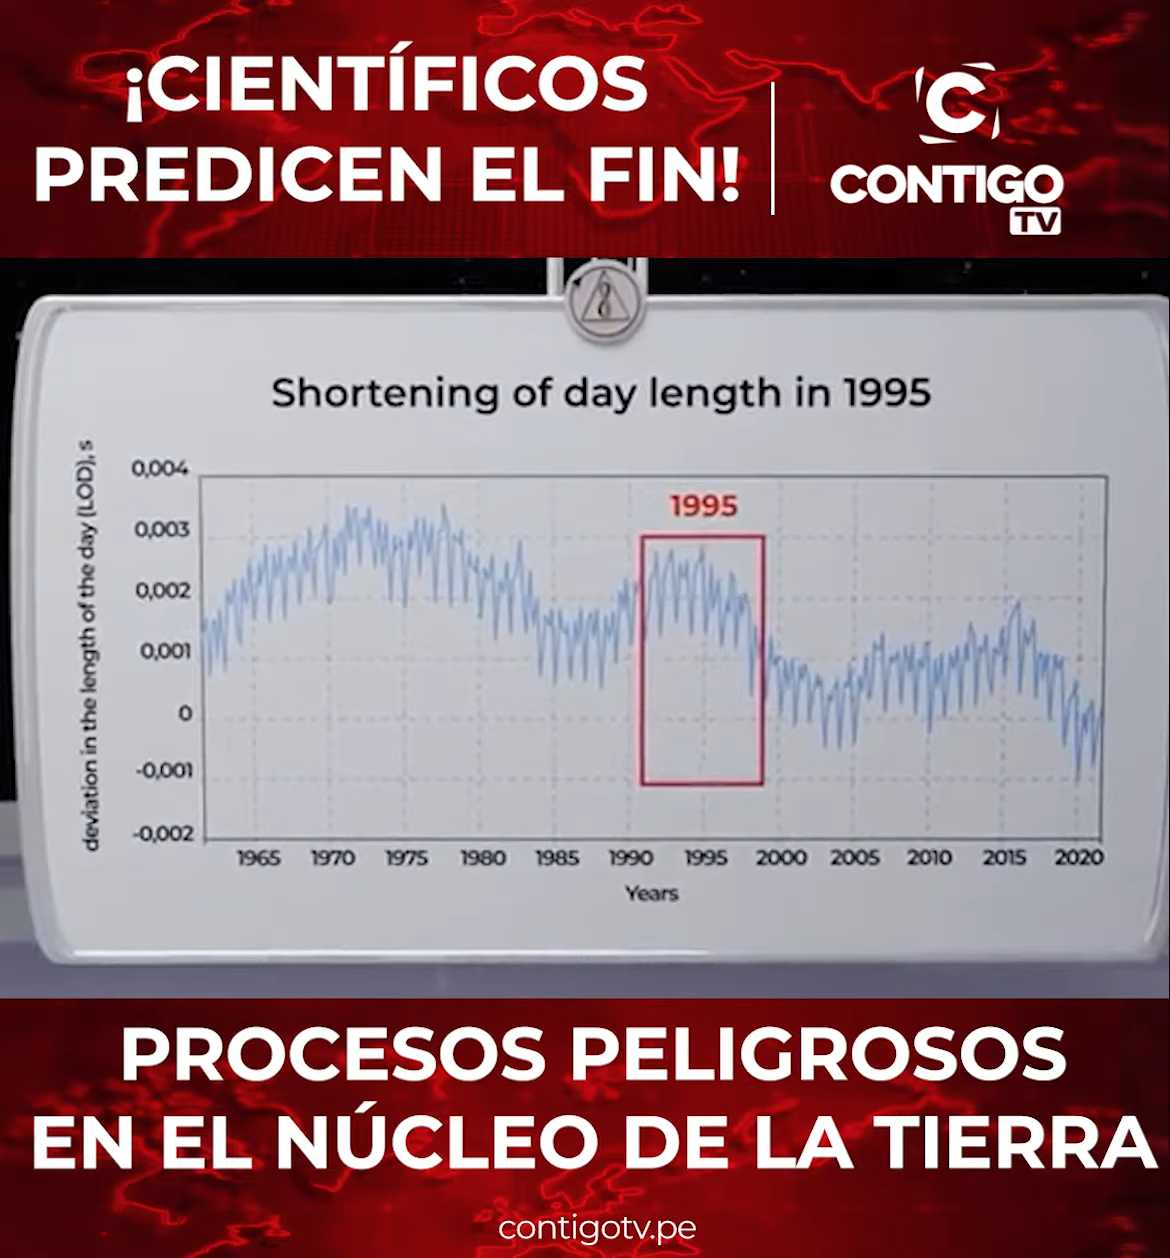 ¡CIENTÍFICOS
PREDICEN EL FIN!
C
CONTIGO
TV
Shortening of day length in 1995
deviation in the length of the day (LOD), s
0,004
0,003
0,002
0,001
0
-0,001
-0,002
1995
1965 1970 1975 1980 1985 1990 1995 2000 2005 2010 2015 2020
Years
PROCESOS PELIGROSOS
EN EL NÚCLEO DE LA TIERRA
contigotv.pe